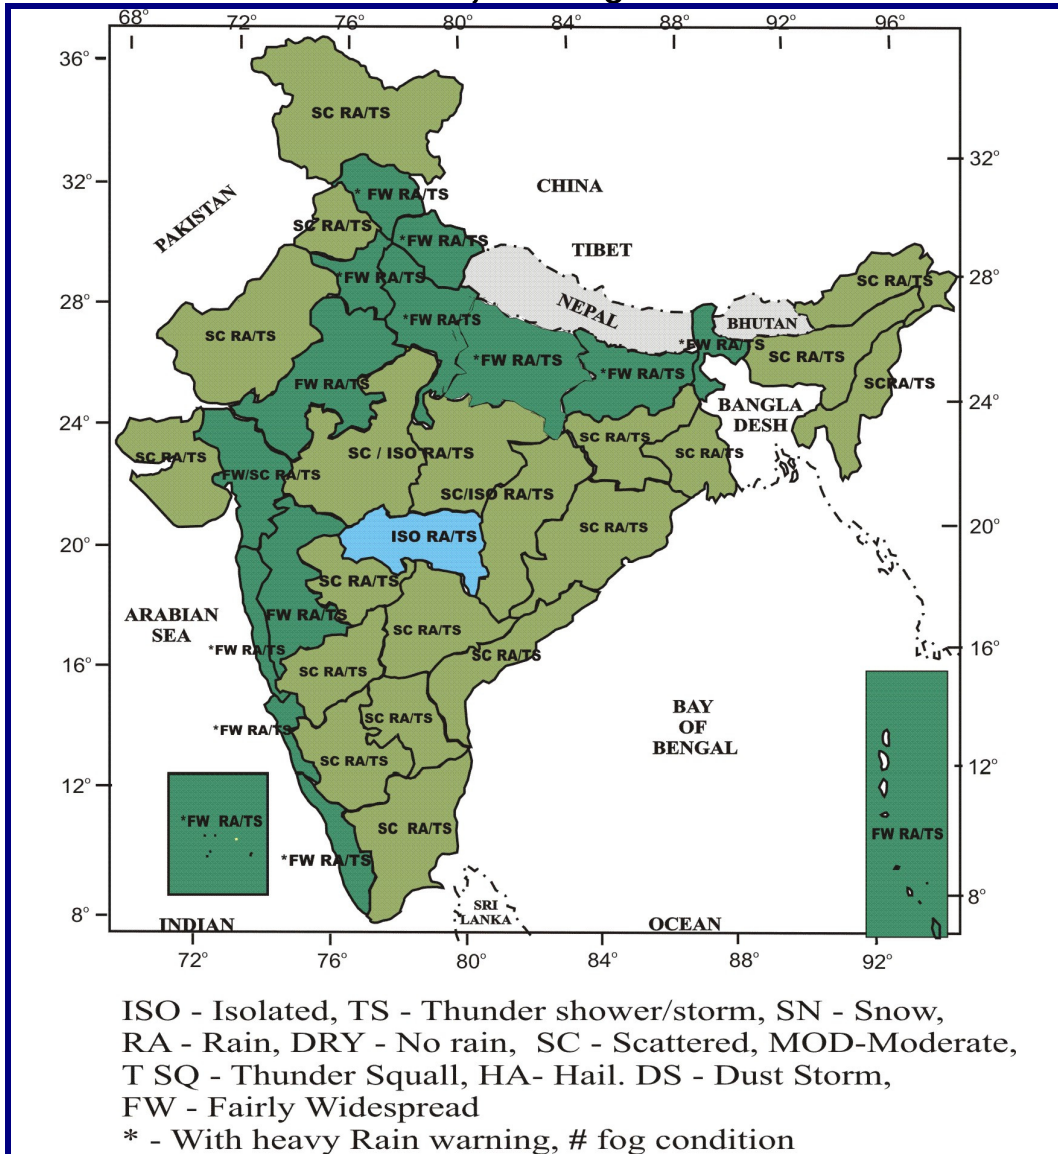 68° 72° 76° 80° 84° 88° 92° 96°
36°
SC RA/TS
32°
32°
CHINA
* FW RA/TS
PAKISTAN
SC RA/TS
*FW RA/TS
TIBET
*FW RA/TS
28°
SC RA/TS
28°
NEPAL
*FW RA/TS
BHUTAN
SC RA/TS
*FW RA/TS
*FW RA/TS
SC RA/TS
*FW RA/TS
FW RA/TS
SC RA/TS
24°
BANGLA
DESH
24°
SC RA/TS
SC RA/TS
SC / ISO RA/TS
SC RA/TS
*FW/SC RA/TS
SC/ISO RA/TS
SC RA/TS
20°
ISO RA/TS
20°
SC RA/TS
ARABIAN
SEA
FW RA/TS
SC RA/TS
*FW RA/TS
SC RA/TS
16°
16°
SC RA/TS
BAY
OF
BENGAL
SC RA/TS
*FW RA/TS
SC RA/TS
12°
12°
*FW RA/TS
SC RA/TS
FW RA/TS
*FW RA/TS
8°
8°
SRI
LANKA
INDIAN
OCEAN
72° 76° 80° 84° 88° 92°
ISO - Isolated, TS - Thunder shower/storm, SN - Snow,
RA - Rain, DRY - No rain, SC - Scattered, MOD-Moderate,
T SQ - Thunder Squall, HA- Hail. DS - Dust Storm,
FW - Fairly Widespread
* - With heavy Rain warning, # fog condition